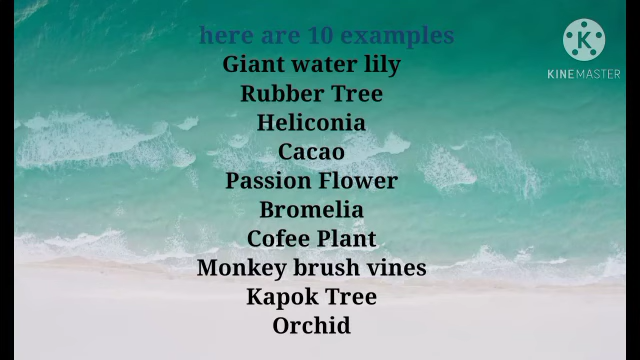 here are 10 examples
Giant water lily
Rubber Tree
Heliconia
Cacao
Passion Flower
Bromelia
Cofee Plant
Monkey brush vines
Kapok Tree
Orchid
K
KINEMASTER